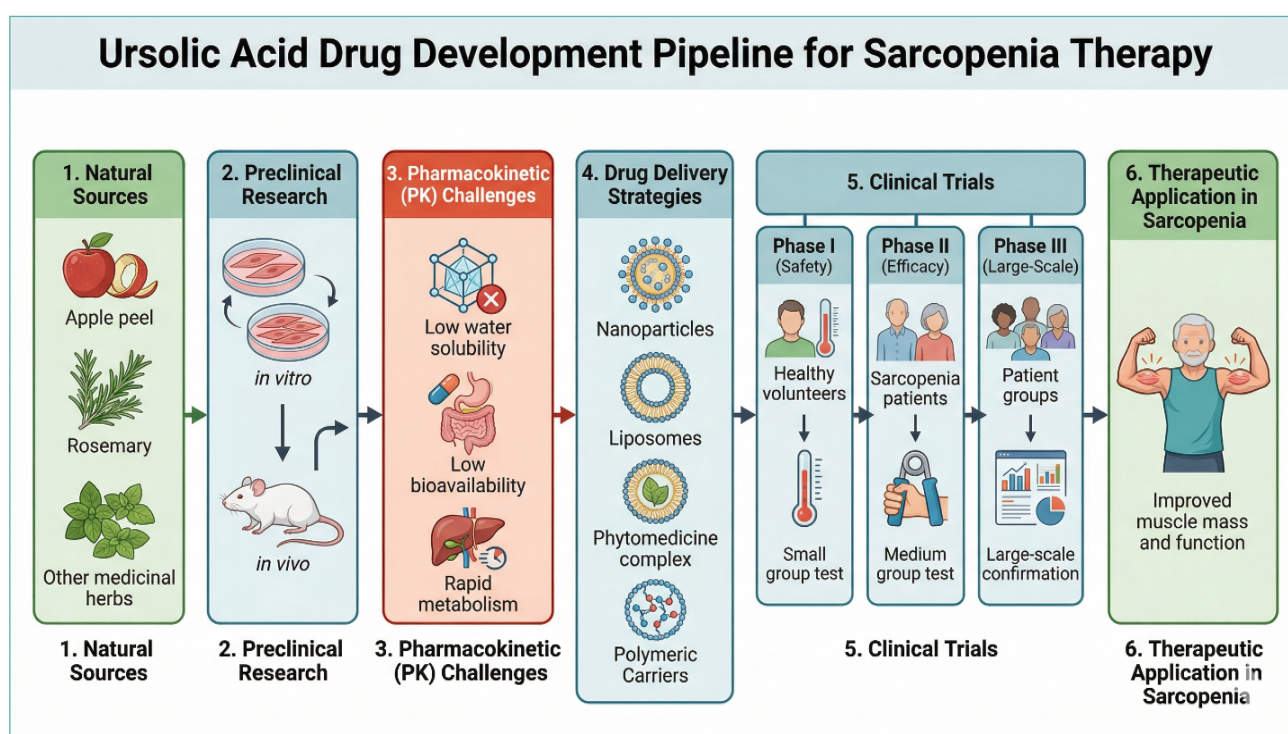 Ursolic Acid Drug Development Pipeline for Sarcopenia Therapy
1. Natural
Sources
Apple peel
Rosemary
Other medicinal
herbs
2. Preclinical
Research
in vitro
in vivo
3. Pharmacokinetic
(PK) Challenges
Low water
solubility
Low
bioavailability
Rapid
metabolism
4. Drug Delivery
Strategies
Nanoparticles
Liposomes
Phytomedicine
complex
Polymeric
Carriers
5. Clinical Trials
Phase I
(Safety)
Healthy
volunteers
Small
group test
Phase II
(Efficacy)
Sarcopenia
patients
Medium
group test
Phase III
(Large-Scale)
Patient
groups
Large-scale
confirmation
6. Therapeutic
Application in
Sarcopenia
Improved
muscle mass
and function
1. Natural
Sources
2. Preclinical
Research
3. Pharmacokinetic
(PK) Challenges
5. Clinical Trials
6. Therapeutic
Application in
Sarcopenia